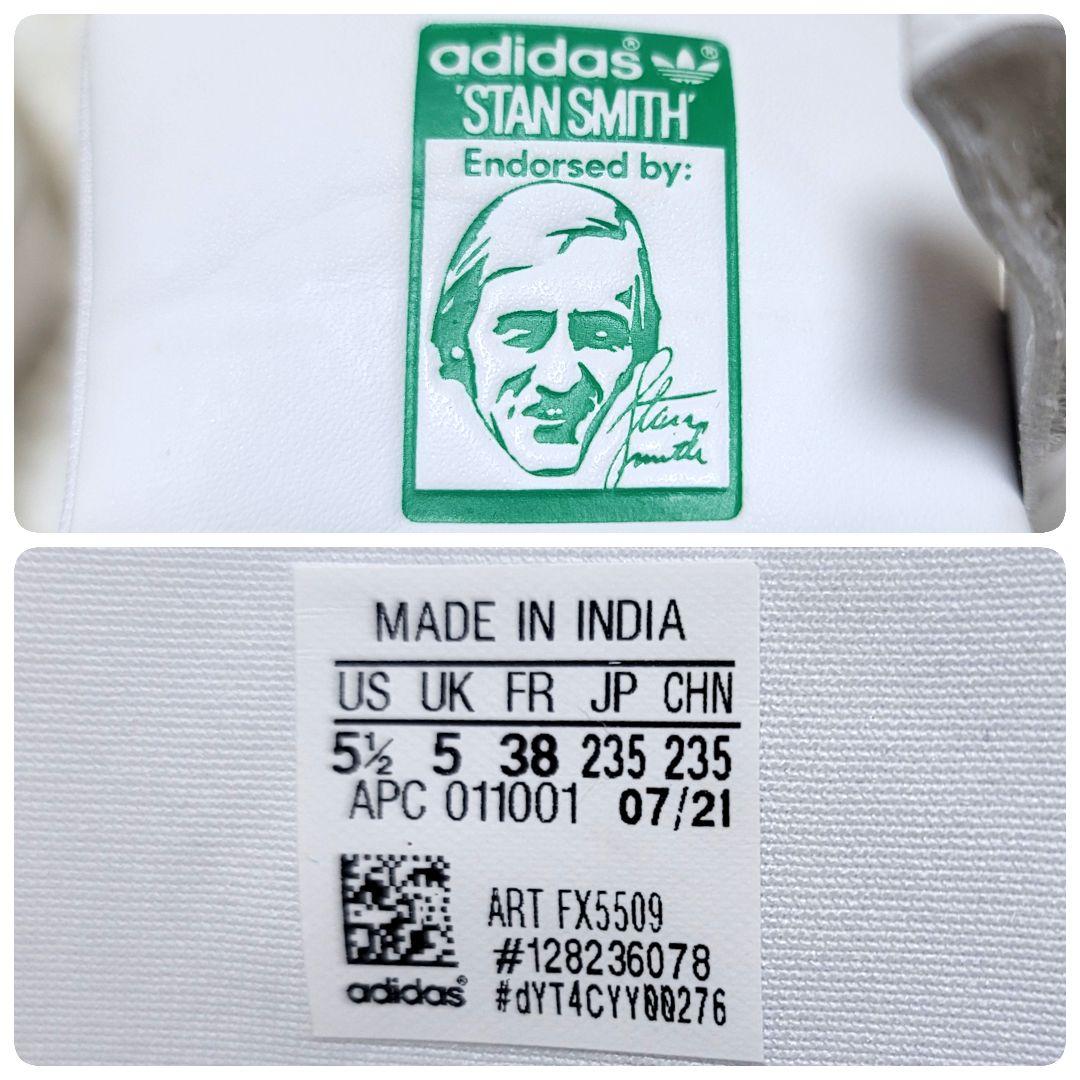 adidas® ®
'STAN SMITH'
Endorsed by:
Stan
Smith
MADE IN INDIA
US UK FR JP CHN
5½ 5 38 235 235
APC 011001 07/21
ART FX5509
#128236078
adidas®
#dYT4CYY00276